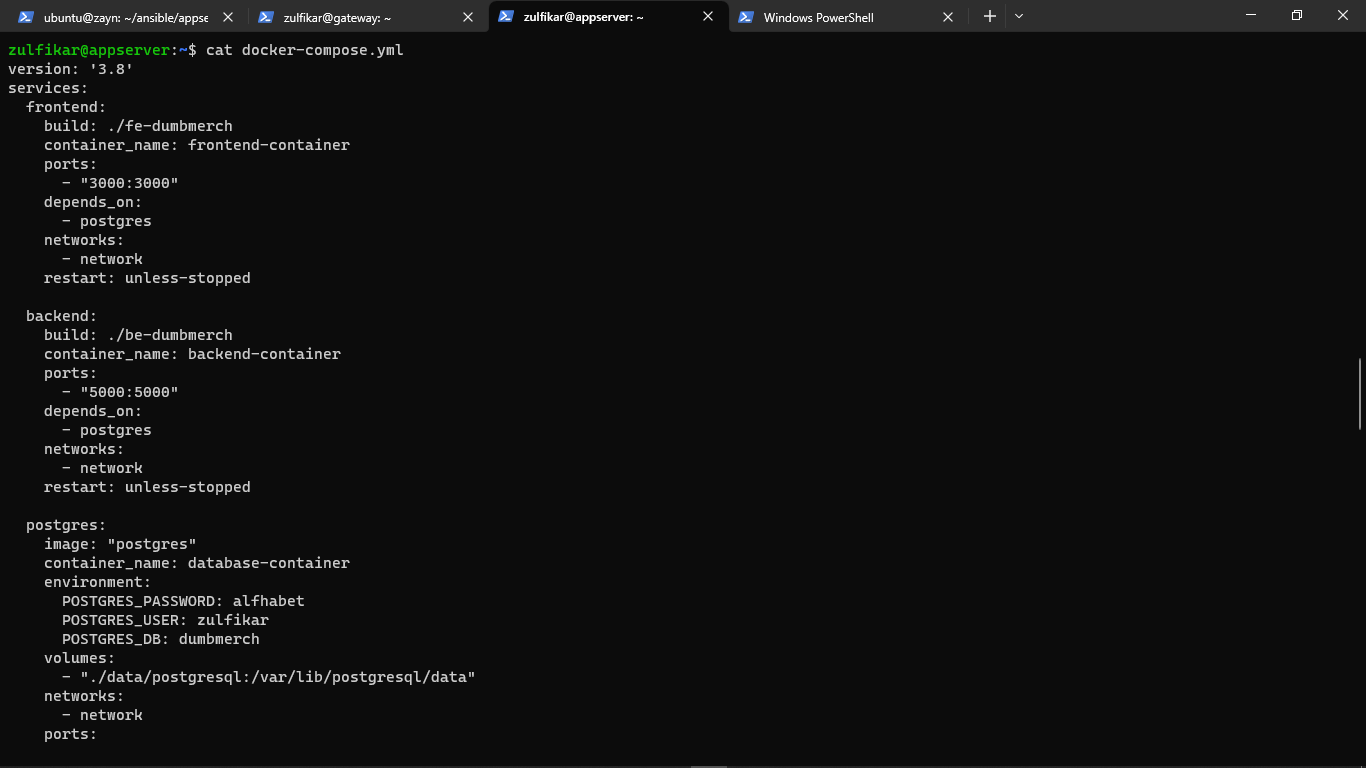 ubuntu@zayn: ~/ansible/appse
zulfikar@gateway: ~
zulfikar@appserver: ~
Windows PowerShell
zulfikar@appserver:~$ cat docker-compose.yml
version: '3.8'
services:
  frontend:
    build: ./fe-dumbmerch
    container_name: frontend-container
    ports:
      - "3000:3000"
    depends_on:
      - postgres
    networks:
      - network
    restart: unless-stopped

  backend:
    build: ./be-dumbmerch
    container_name: backend-container
    ports:
      - "5000:5000"
    depends_on:
      - postgres
    networks:
      - network
    restart: unless-stopped

  postgres:
    image: "postgres"
    container_name: database-container
    environment:
      POSTGRES_PASSWORD: alfhabet
      POSTGRES_USER: zulfikar
      POSTGRES_DB: dumbmerch
    volumes:
      - "./data/postgresql:/var/lib/postgresql/data"
    networks:
      - network
    ports: